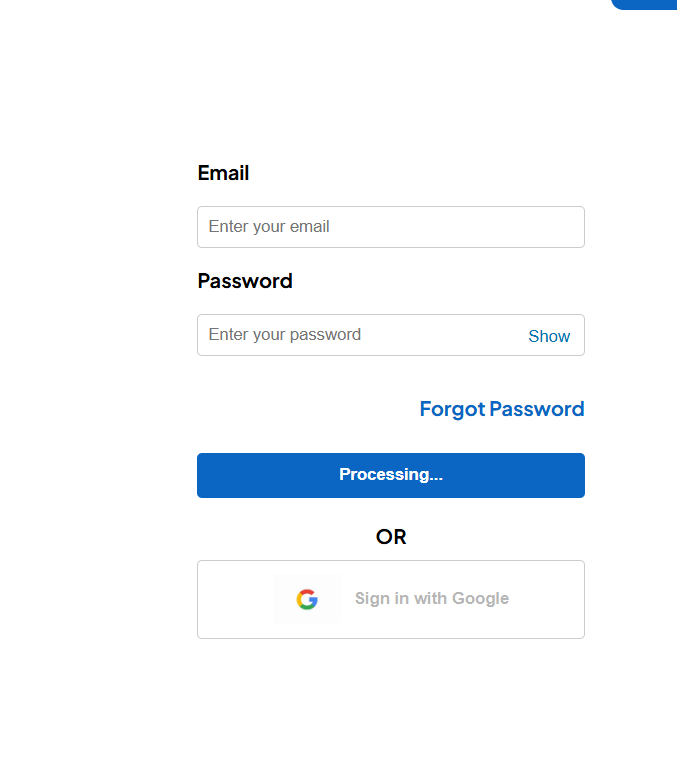 Email
Enter your email
Password
Enter your password Show
Forgot Password
Processing...
OR
Sign in with Google